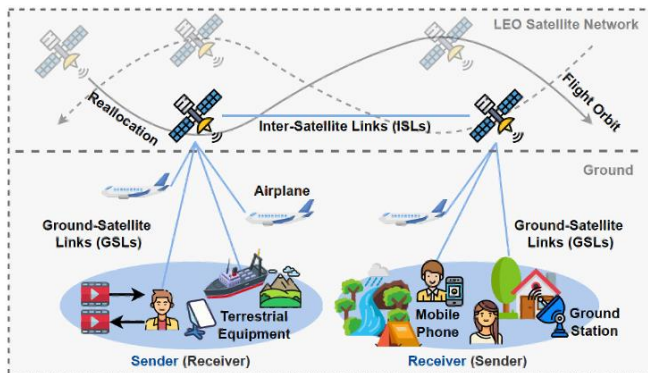 LEO Satellite Network
Reallocation
Flight Orbit
Inter-Satellite Links (ISLs)
Ground
Airplane
Ground-Satellite
Links (GSLs)
Ground-Satellite
Links (GSLs)
Terrestrial
Equipment
Mobile
Phone
Ground
Station
Sender (Receiver)
Receiver (Sender)